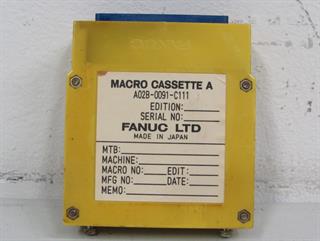 MACRO CASSETTE A
A02B-0091-C111
EDITION:
SERIAL NO:
FANUC LTD
MADE IN JAPAN
MTB:
MACHINE:
MACRO NO: EDIT:
MFG NO: DATE:
MEMO: